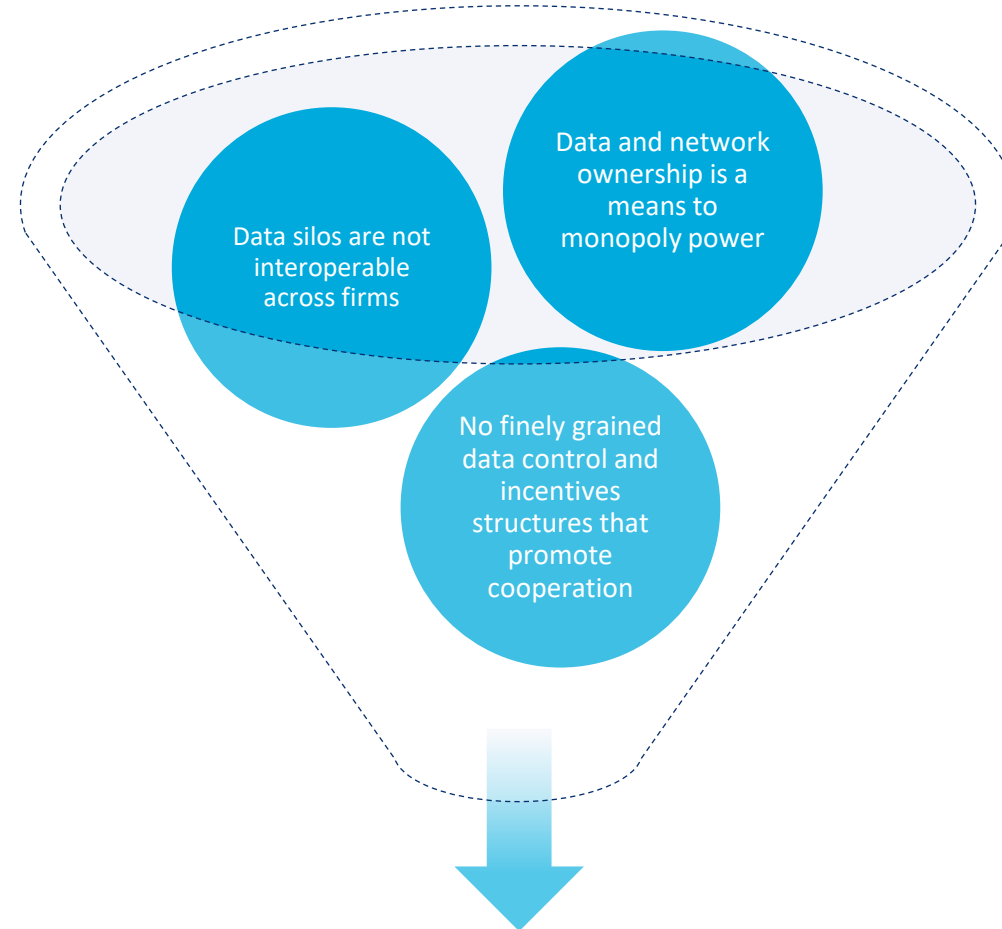 Data and network
ownership is a
means to
monopoly power
Data silos are not
interoperable
across firms
No finely grained
data control and
incentives
structures that
promote
cooperation